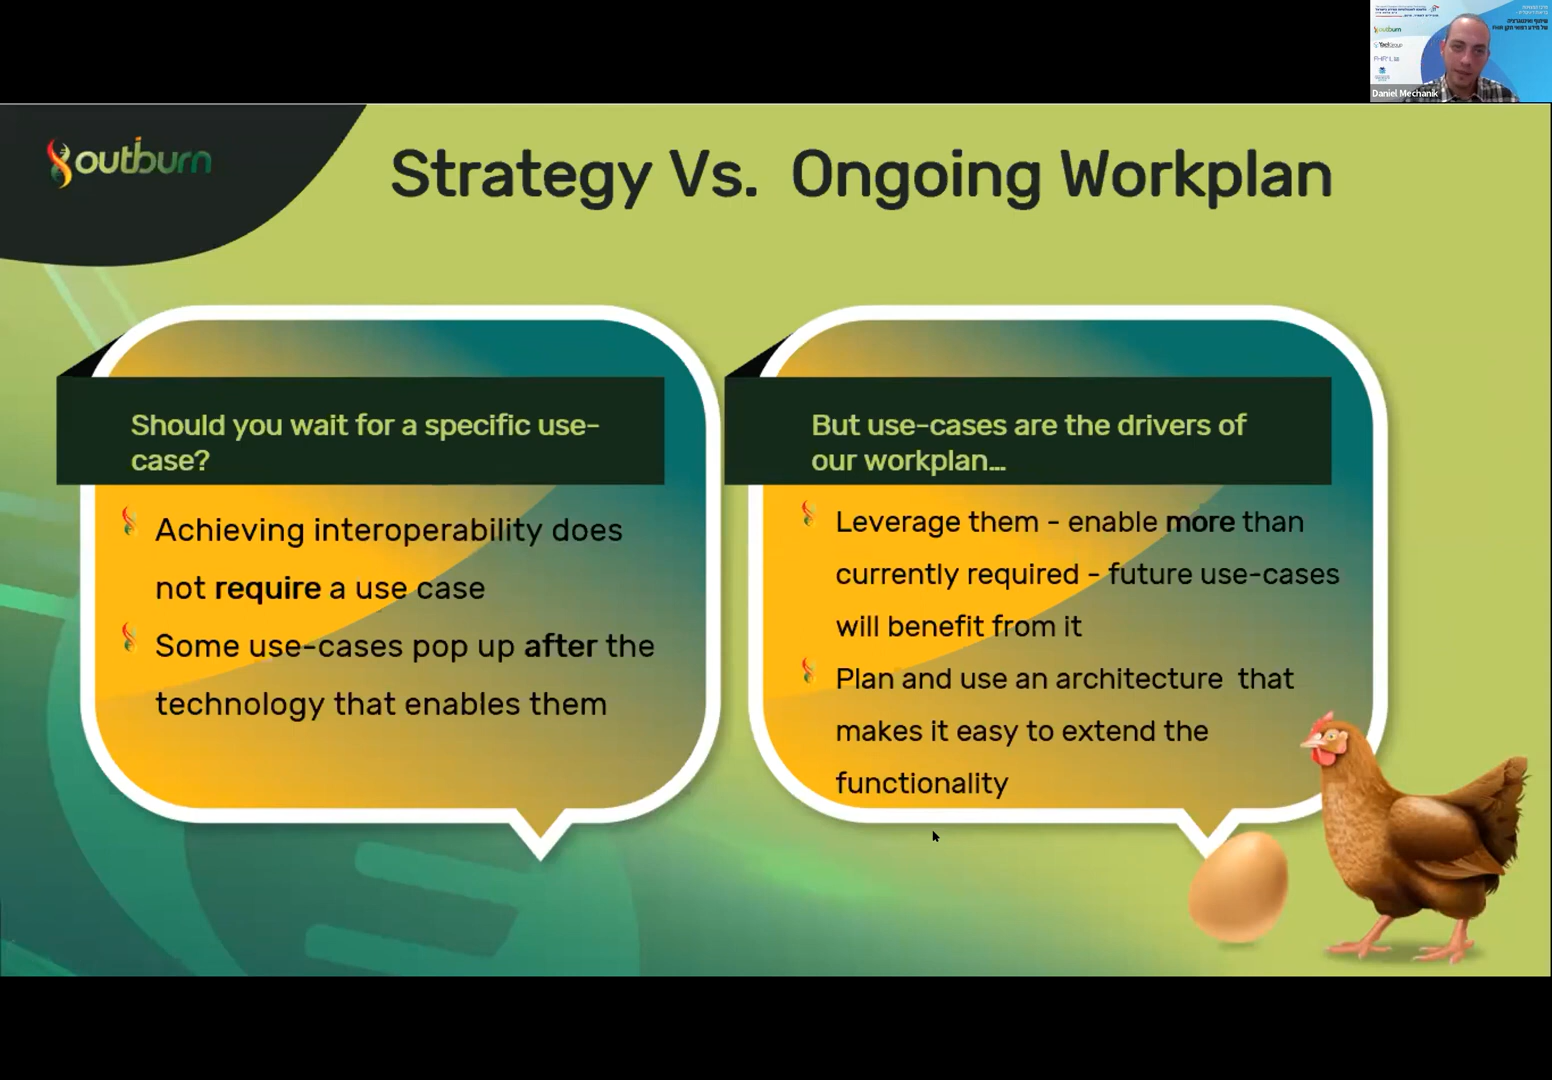 outburn
Strategy Vs.  Ongoing Workplan
Should you wait for a specific use-
case?
Achieving interoperability does
not require a use case
Some use-cases pop up after the
technology that enables them
But use-cases are the drivers of
our workplan...
Leverage them - enable more than
currently required - future use-cases
will benefit from it
Plan and use an architecture  that
makes it easy to extend the
functionality
outburn
Daniel Mechanik